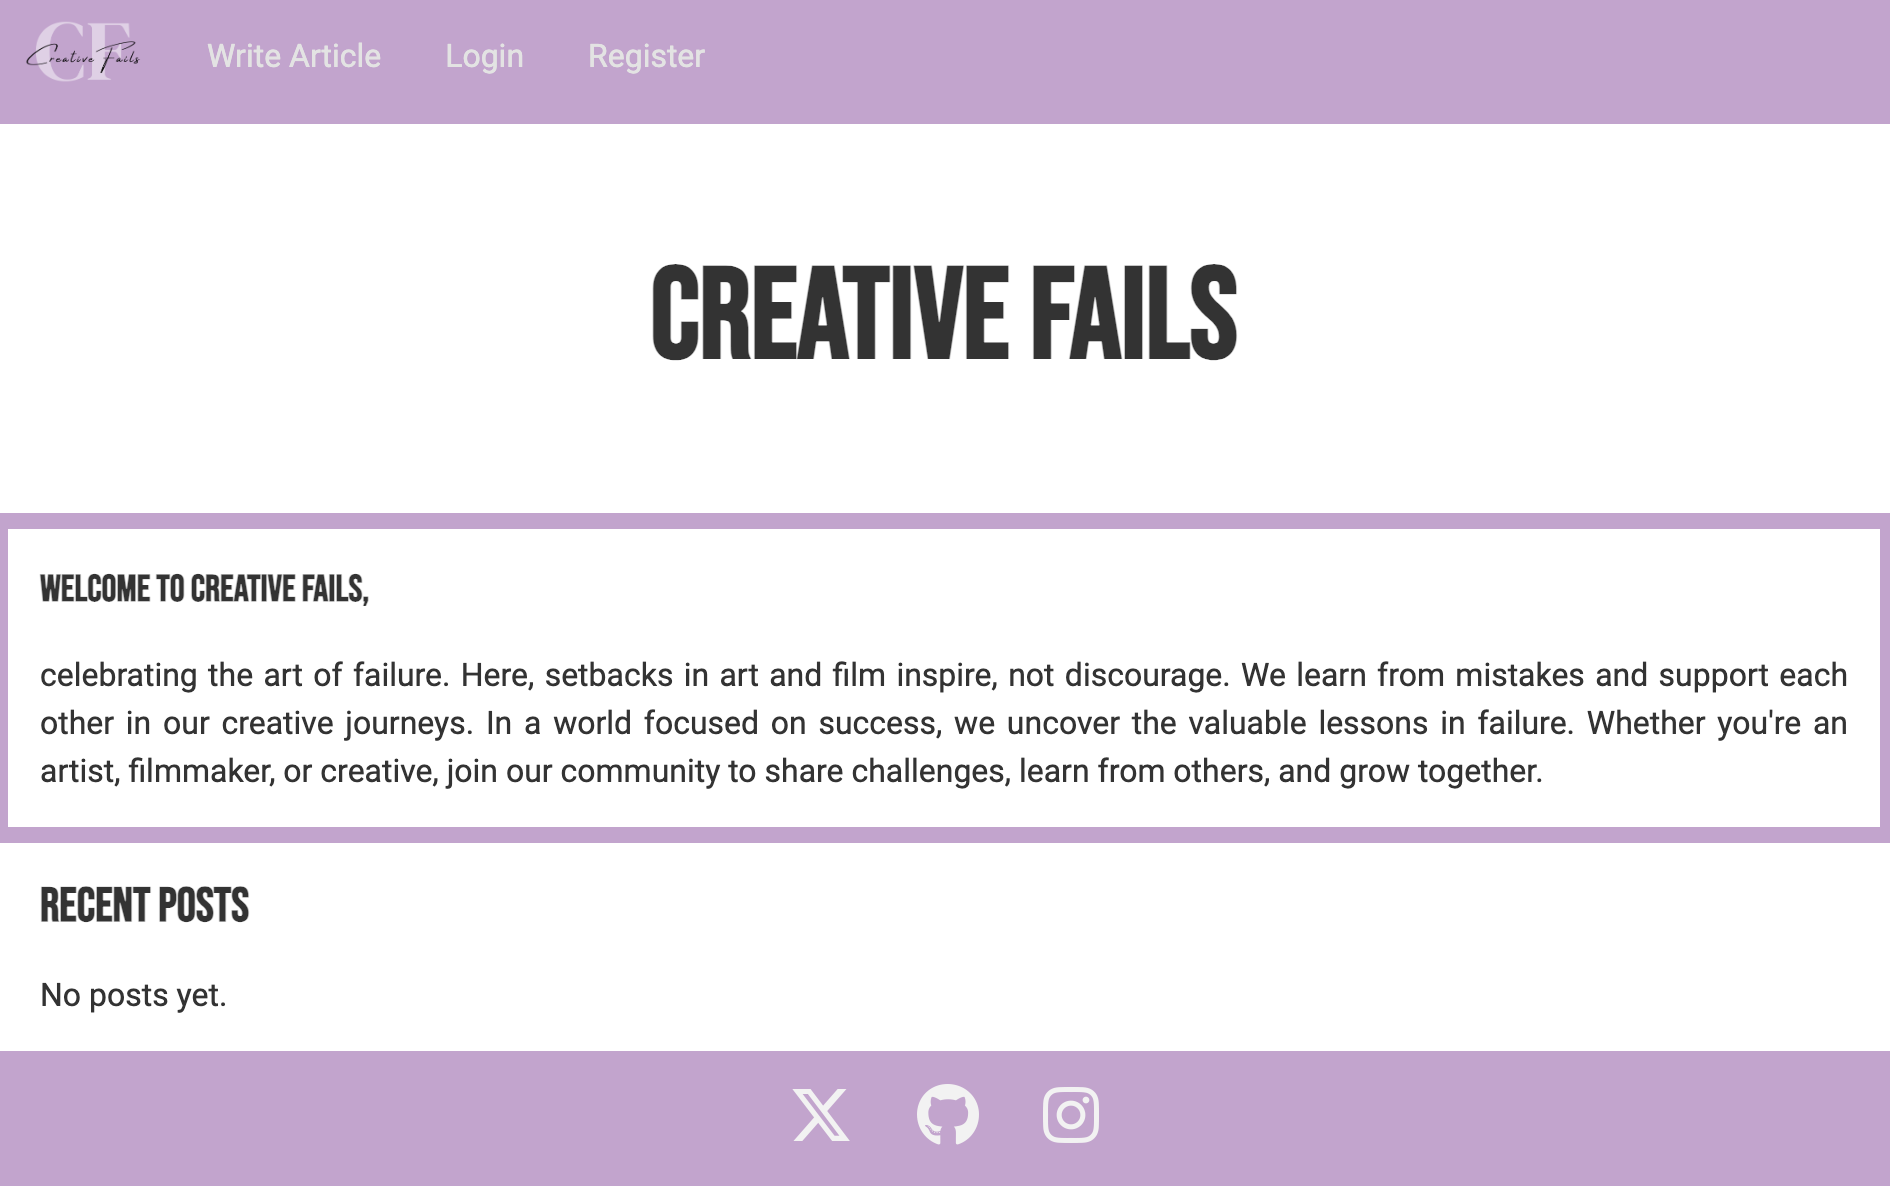 CF
Creative Fails
Write Article
Login
Register
CREATIVE FAILS
WELCOME TO CREATIVE FAILS,
celebrating the art of failure. Here, setbacks in art and film inspire, not discourage. We learn from mistakes and support each
other in our creative journeys. In a world focused on success, we uncover the valuable lessons in failure. Whether you're an
artist, filmmaker, or creative, join our community to share challenges, learn from others, and grow together.
RECENT POSTS
No posts yet.